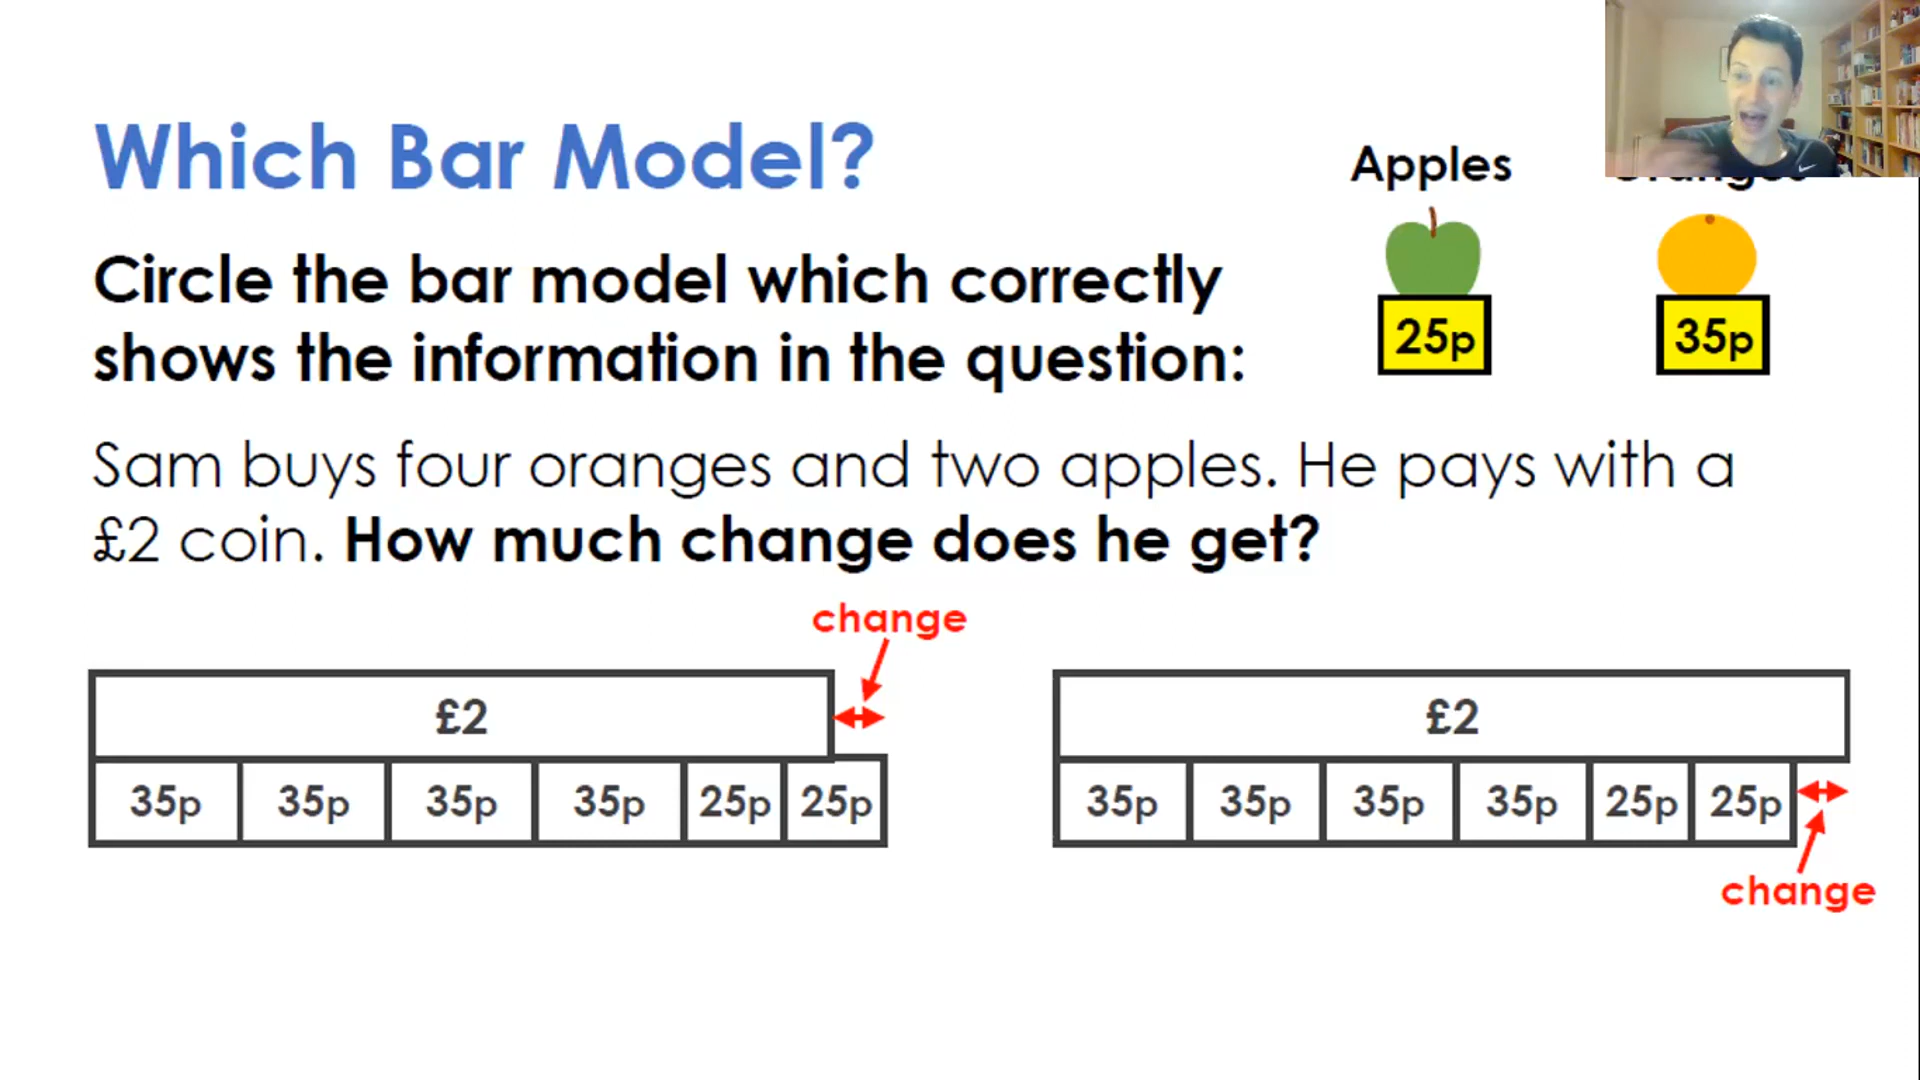 Which Bar Model?
Apples
Circle the bar model which correctly
shows the information in the question:
25p
35p
Sam buys four oranges and two apples. He pays with a
£2 coin. How much change does he get?
change
£2
35p 35p 35p 35p 25p 25p
£2
35p 35p 35p 35p 25p 25p
change